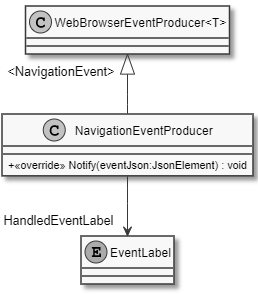 C WebBrowserEventProducer<T>
<NavigationEvent>
C NavigationEventProducer
+«override» Notify(eventJson:JsonElement) : void
HandledEventLabel
E EventLabel